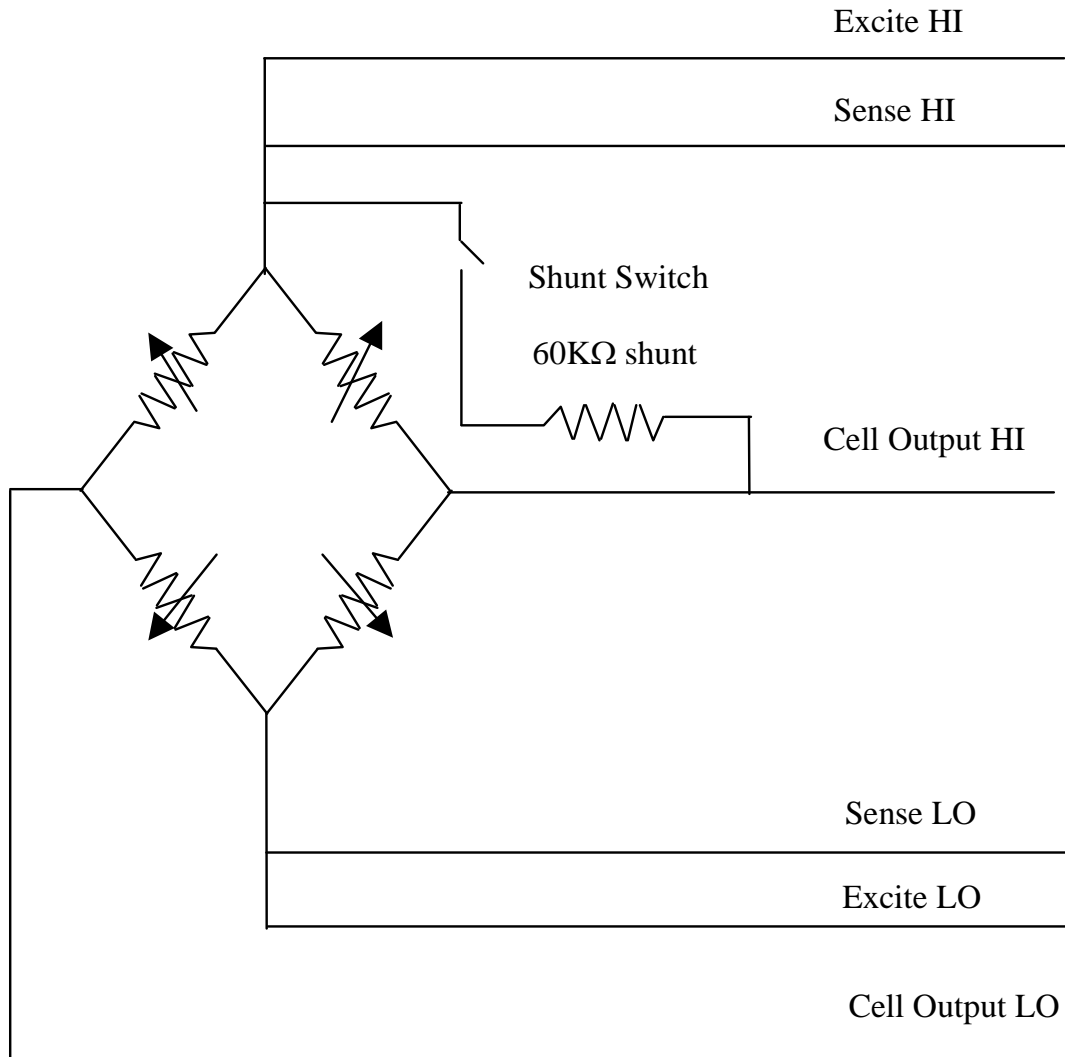 Excite HI
Sense HI
Shunt Switch
60KΩ shunt
Cell Output HI
Sense LO
Excite LO
Cell Output LO